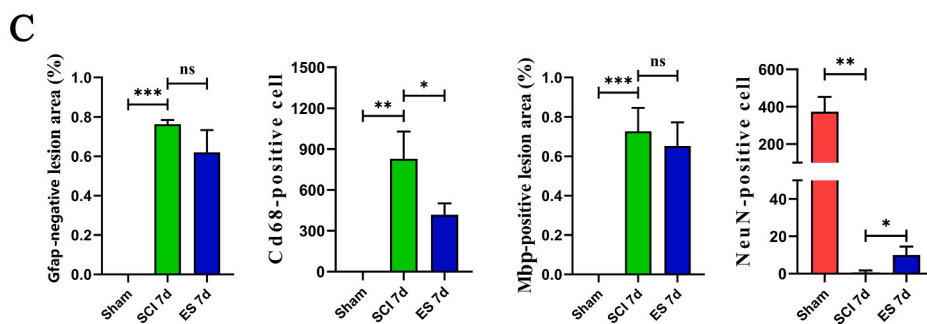 C
Gfap-negative lesion area (%)
1.0
0.8
0.6
0.4
0.2
0.0
***
ns
Sham
SCI 7d
ES 7d
Cd68-positive cell
1500
1200
900
600
300
0
**
*
Sham
SCI 7d
ES 7d
Mbp-positive lesion area (%)
1.0
0.8
0.6
0.4
0.2
0.0
***
ns
Sham
SCI 7d
ES 7d
NeuN-positive cell
600
400
200
40
20
0
**
*
Sham
SCI 7d
ES 7d